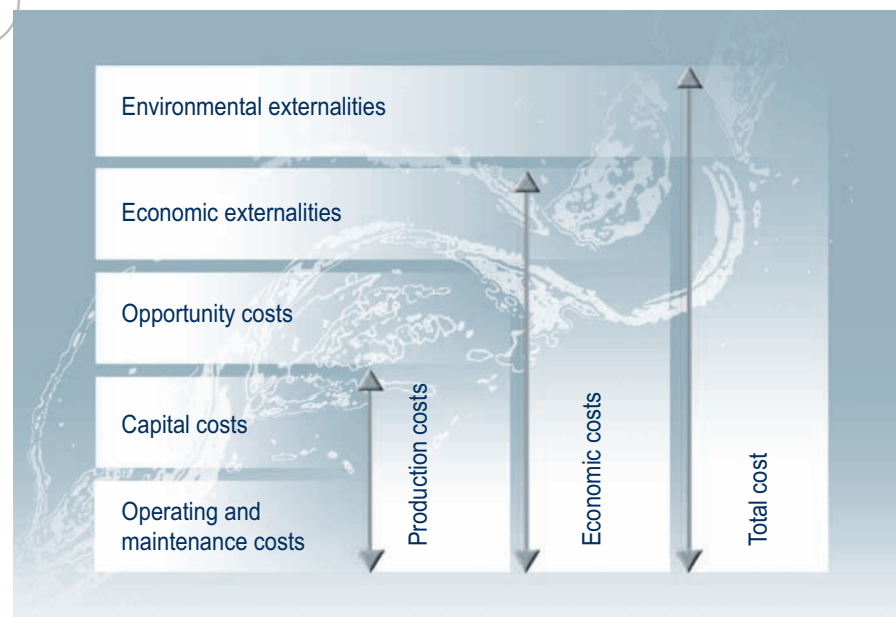 Environmental externalities
Economic externalities
Opportunity costs
Capital costs
Operating and
maintenance costs
Production costs
Economic costs
Total cost